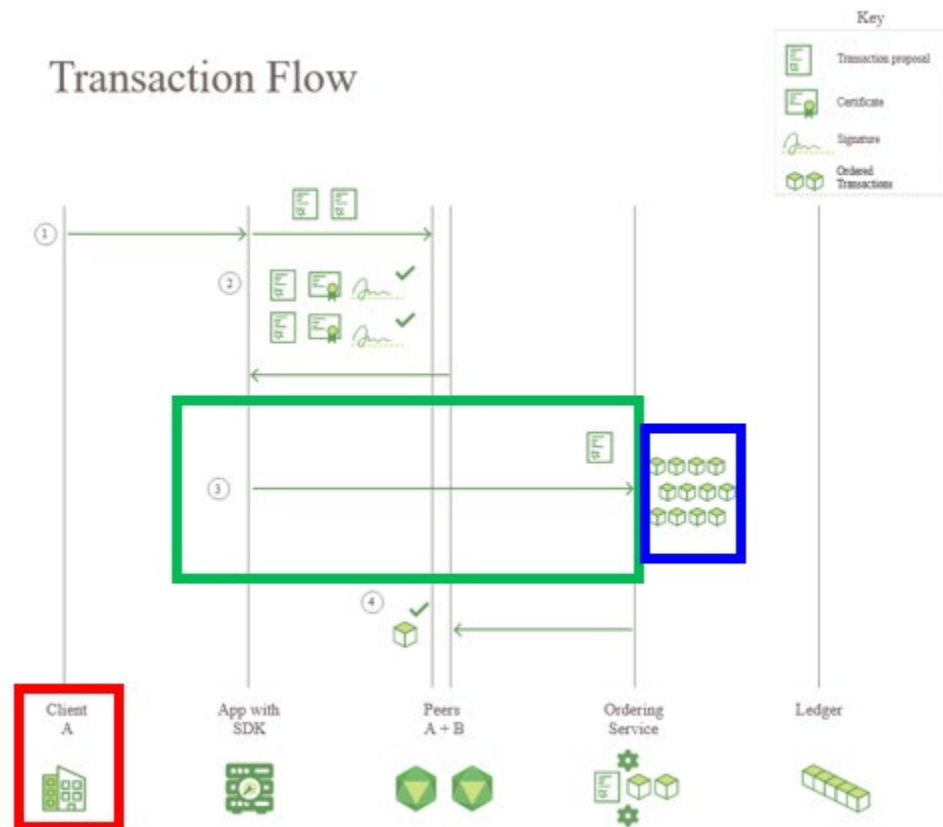 Key
Transaction Flow
Transaction proposal
Certificate
Signature
Ordered
Transactions
1
2
3
4
Client
A
App with
SDK
Peers
A + B
Ordering
Service
Ledger